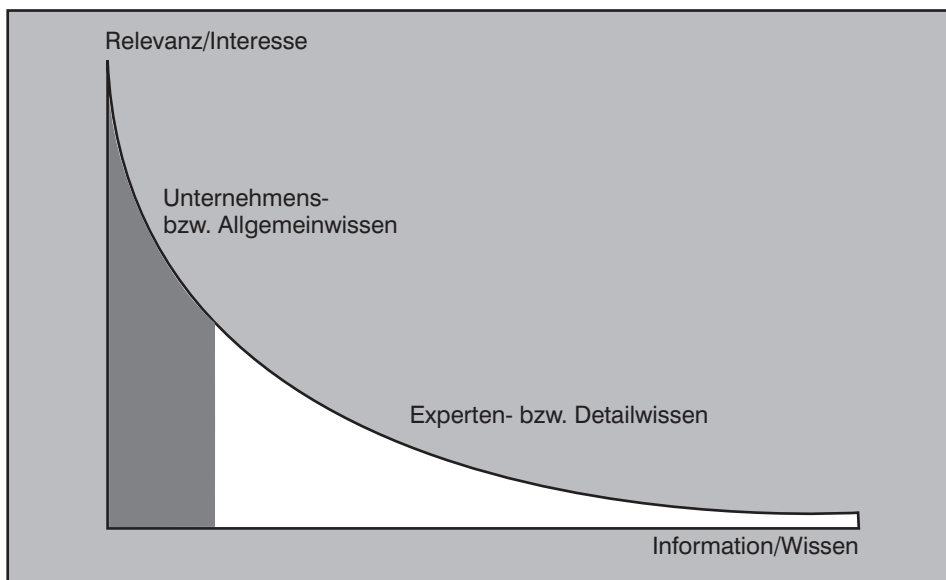 Relevanz/Interesse
Unternehmens-
bzw. Allgemeinwissen
Experten- bzw. Detailwissen
Information/Wissen